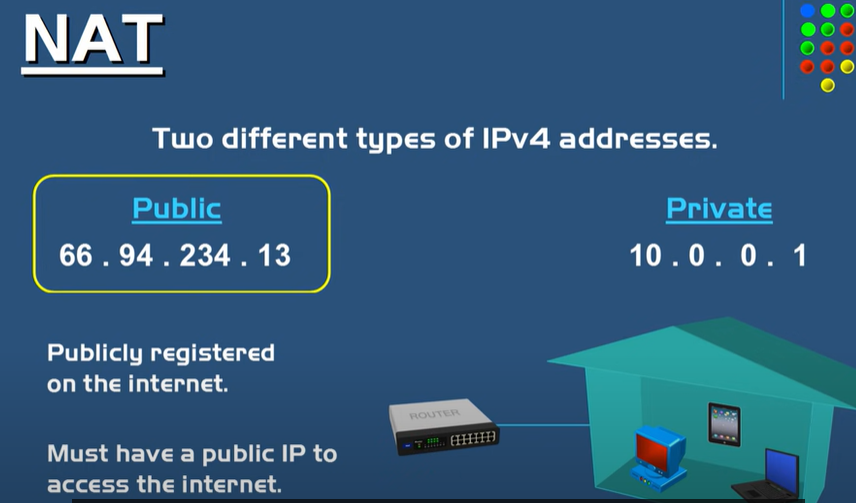 NAT
Two different types of IPv4 addresses.
Public
66 . 94 . 234 . 13
Private
10 . 0 . 0 . 1
Publicly registered
on the internet.
Must have a public IP to
access the internet.
ROUTER